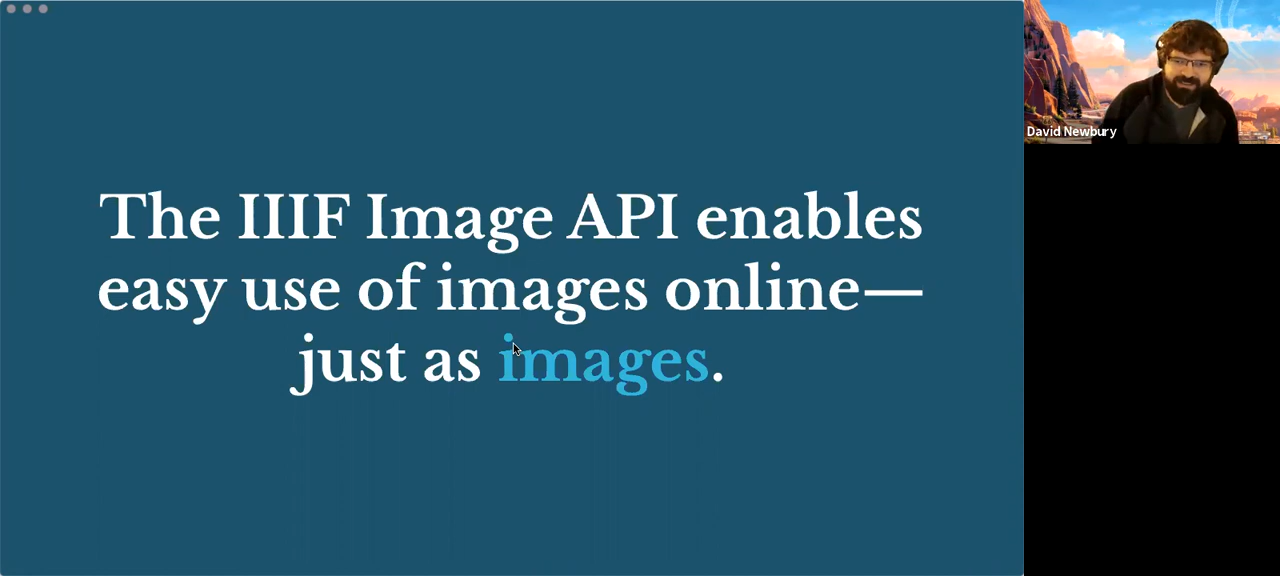 The IIIF Image API enables
easy use of images online—
just as images.
David Newbury